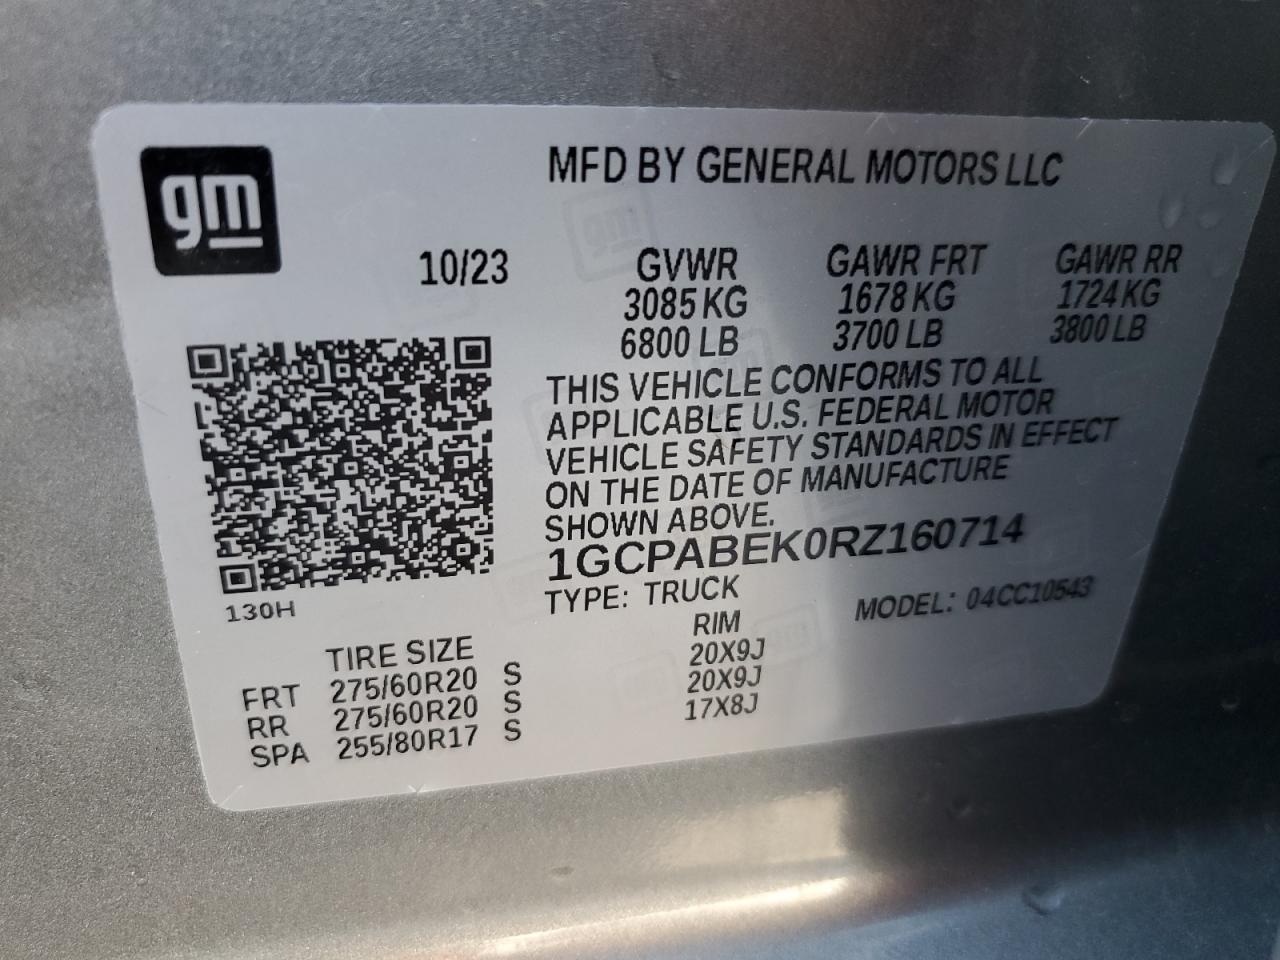 gm
MFD BY GENERAL MOTORS LLC
10/23
GVWR GAWR FRT GAWR RR
3085 KG 1678 KG 1724 KG
6800 LB 3700 LB 3800 LB
THIS VEHICLE CONFORMS TO ALL
APPLICABLE U.S. FEDERAL MOTOR
VEHICLE SAFETY STANDARDS IN EFFECT
ON THE DATE OF MANUFACTURE
SHOWN ABOVE.
1GCPABEK0RZ160714
130H
TYPE: TRUCK MODEL: 04CC10543
TIRE SIZE RIM
FRT 275/60R20 S 20X9J
RR 275/60R20 20X9J
SPA 255/80R17 S 17X8J